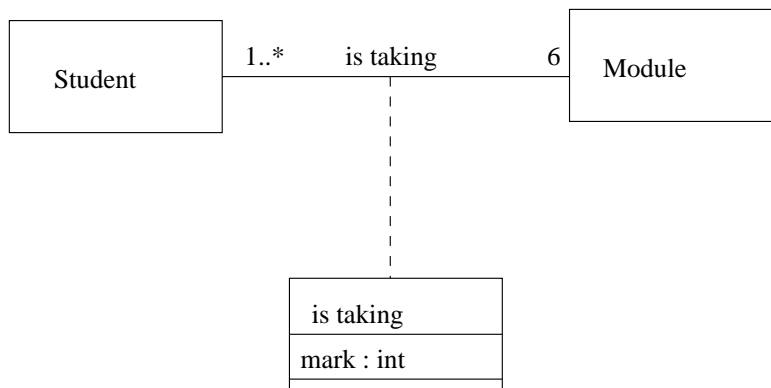 1..* is taking 6
Student
Module
is taking
mark : int